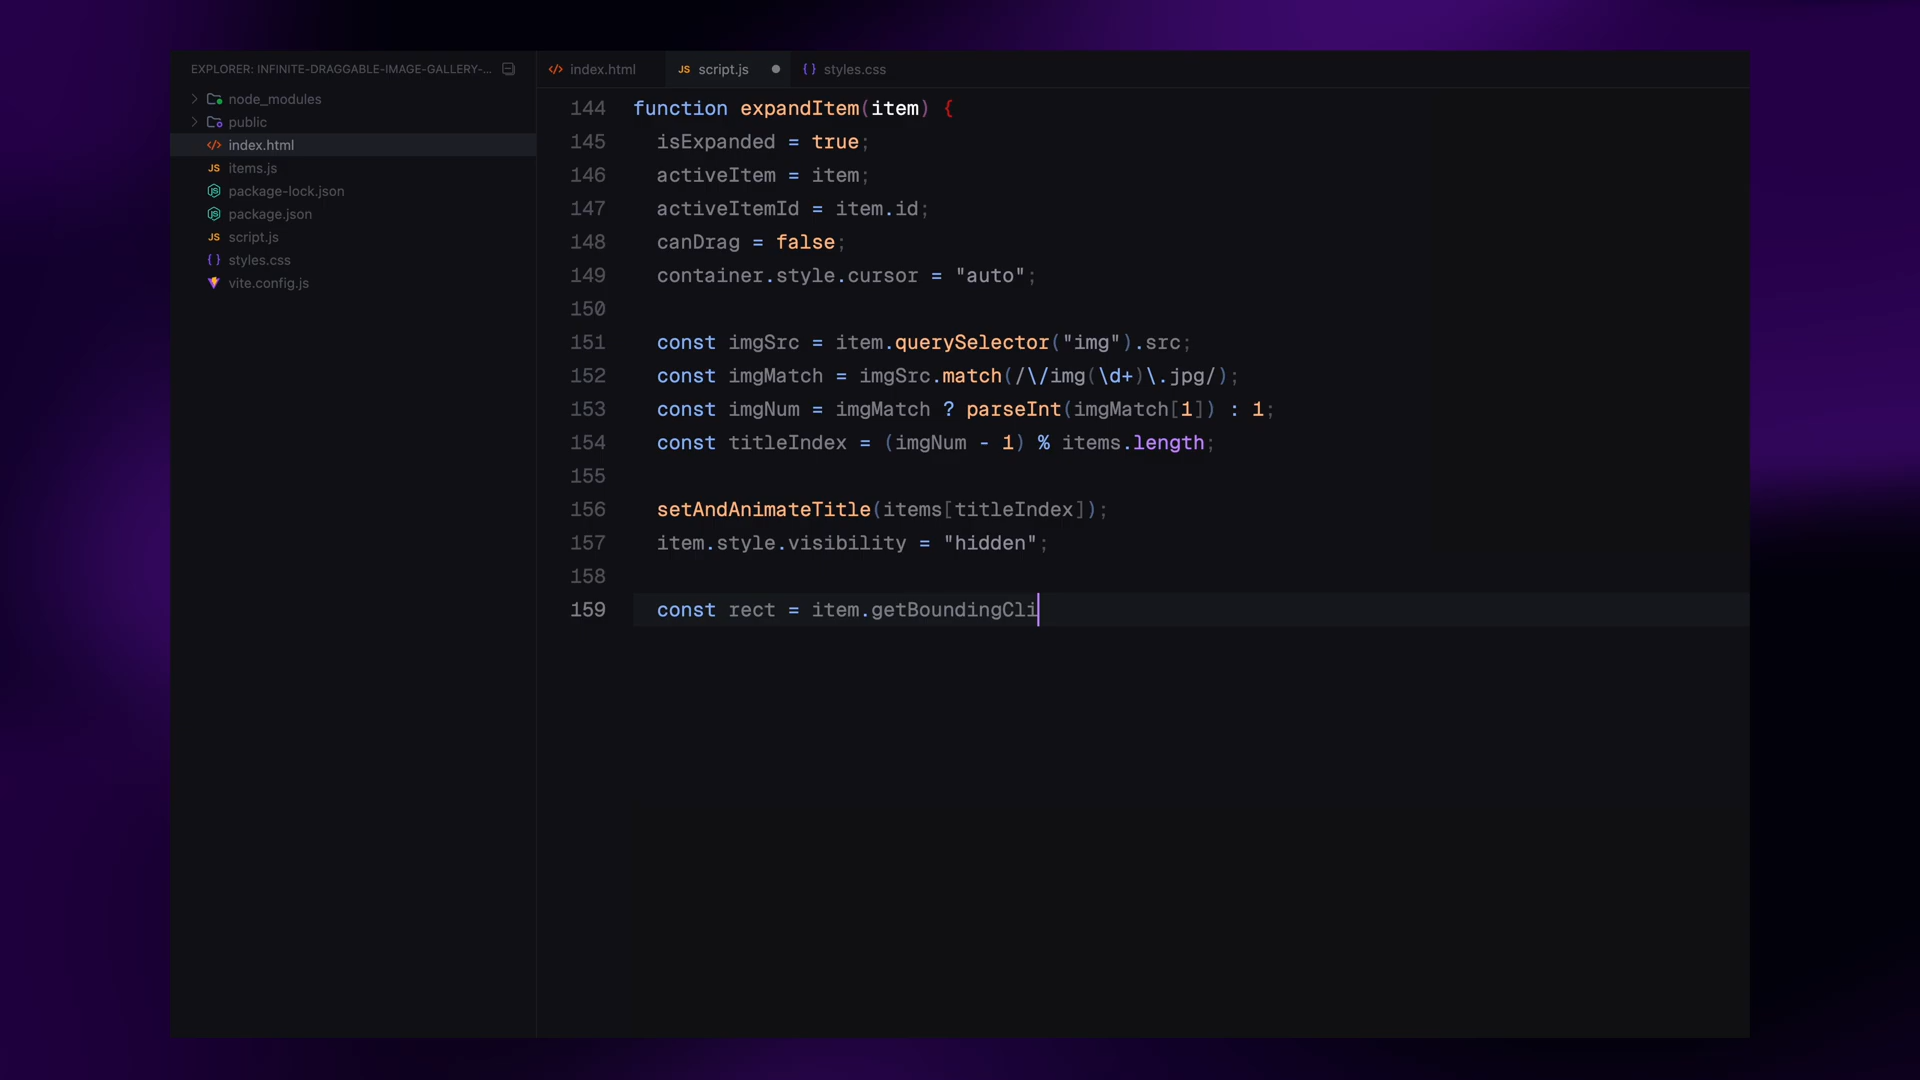 EXPLORER: INFINITE-DRAGGABLE-IMAGE-GALLERY-...
node_modules
public
index.html
items.js
package-lock.json
package.json
script.js
styles.css
vite.config.js
index.html
JS script.js
{ } styles.css
144 function expandItem(item) {
145 isExpanded = true;
146 activeItem = item;
147 activeItemId = item.id;
148 canDrag = false;
149 container.style.cursor = "auto";
150
151 const imgSrc = item.querySelector("img").src;
152 const imgMatch = imgSrc.match(/\/img(\d+)\.jpg/);
153 const imgNum = imgMatch ? parseInt(imgMatch[1]) : 1;
154 const titleIndex = (imgNum - 1) % items.length;
155
156 setAndAnimateTitle(items[titleIndex]);
157 item.style.visibility = "hidden";
158
159 const rect = item.getBoundingCli